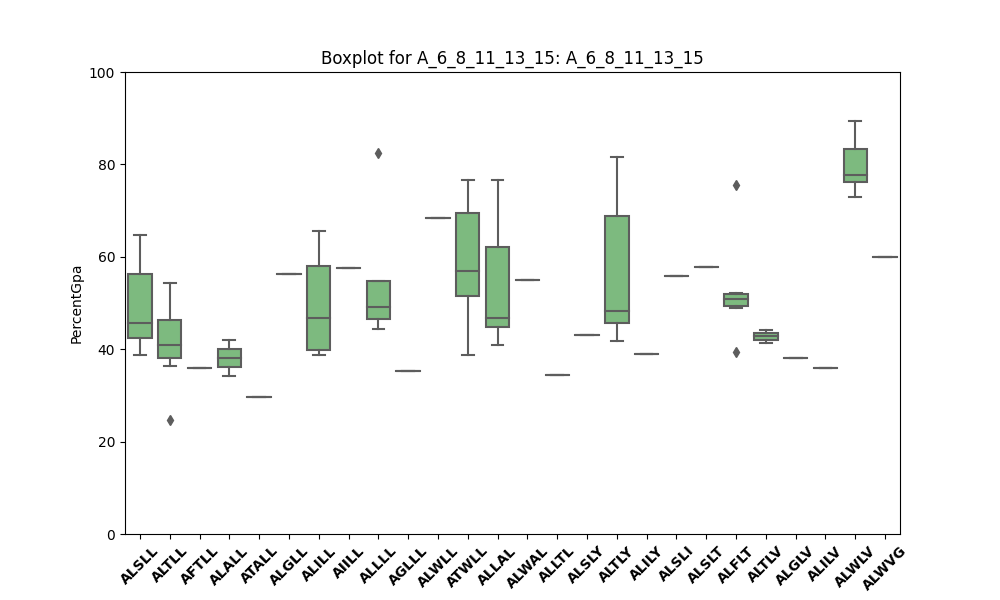 Boxplot for A_6_8_11_13_15: A_6_8_11_13_15
100
80
60
40
20
0
PercentGpa
ALSLL
ALTLL
AFTLL
ALALL
ATALL
ALGLL
ALILL
AIILL
ALLLL
AGLLL
ALWLL
ATWLL
ALLAL
ALWAL
ALLTL
ALSLY
ALTLY
ALILY
ALSLI
ALSLT
ALFLT
ALTLV
ALGLV
ALILV
ALWLV
ALWVG